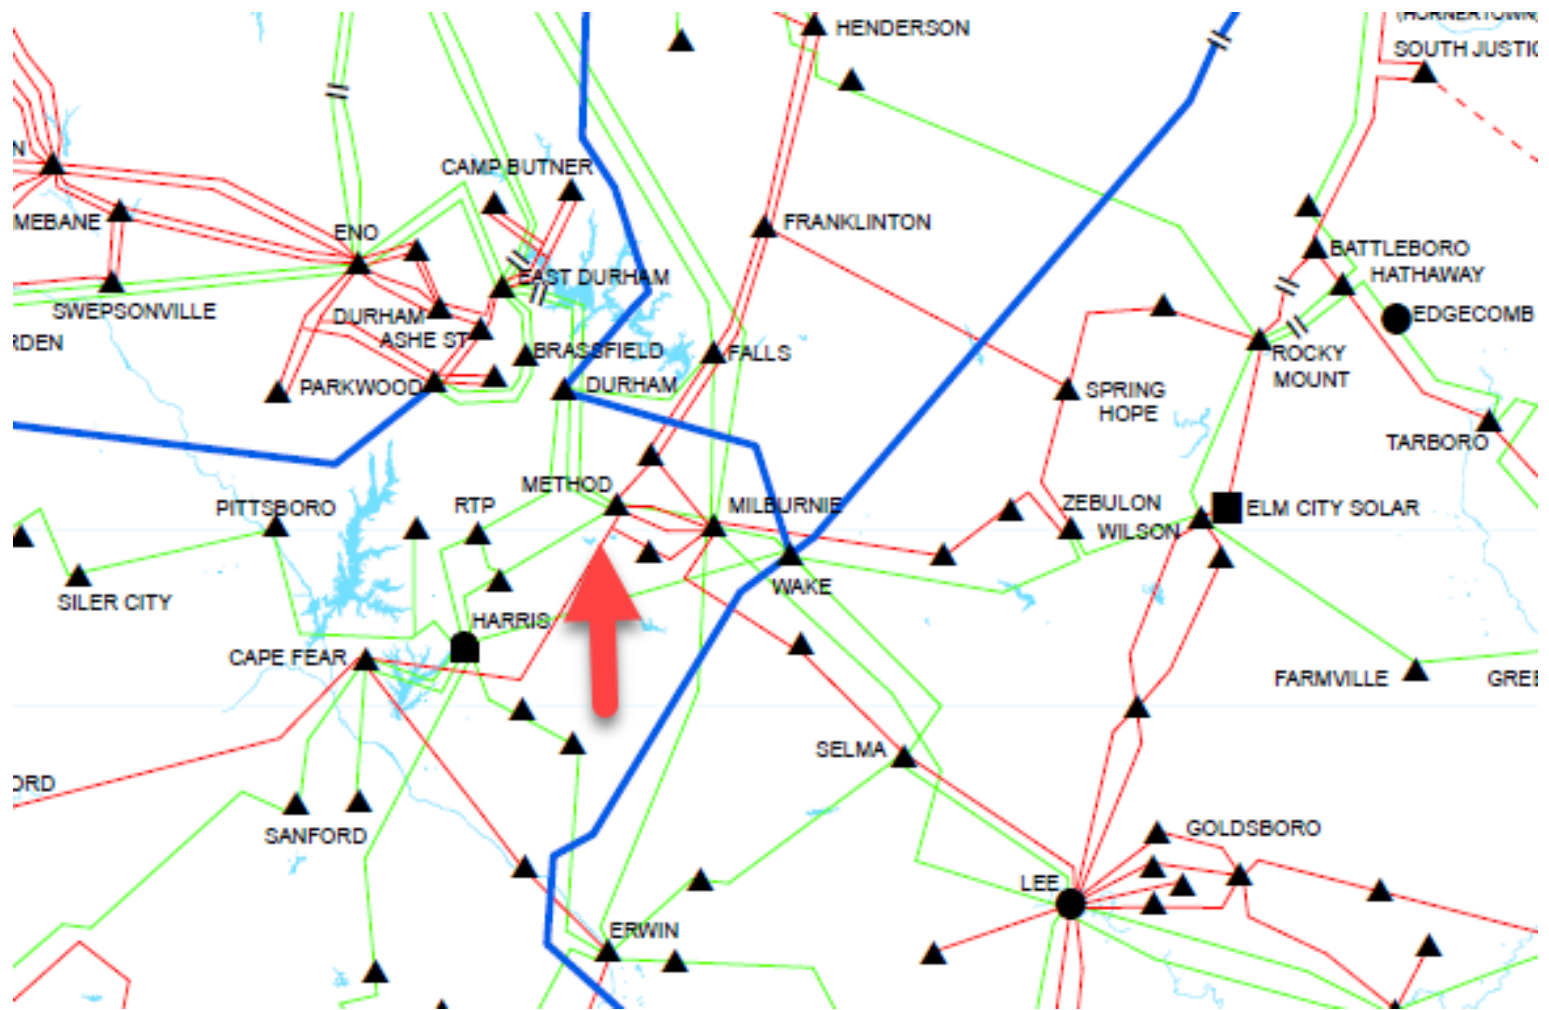 (HORNERTOWN)
HENDERSON
SOUTH JUSTIC
N
CAMP BUTNER
MEBANE
ENO
FRANKLINTON
BATTLEBORO
HATHAWAY
EAST DURHAM
SWEPSONVILLE
DURHAM
EDGECOMB
ASHE ST
RDEN
BRASSFIELD
FALLS
ROCKY
MOUNT
PARKWOOD
DURHAM
SPRING
HOPE
TARBORO
METHOD
PITTSBORO
RTP
MILBURNIE
ZEBULON
ELM CITY SOLAR
WILSON
WAKE
SILER CITY
HARRIS
CAPE FEAR
FARMVILLE
GREE
SELMA
ORD
SANFORD
GOLDSBORO
LEE
ERWIN